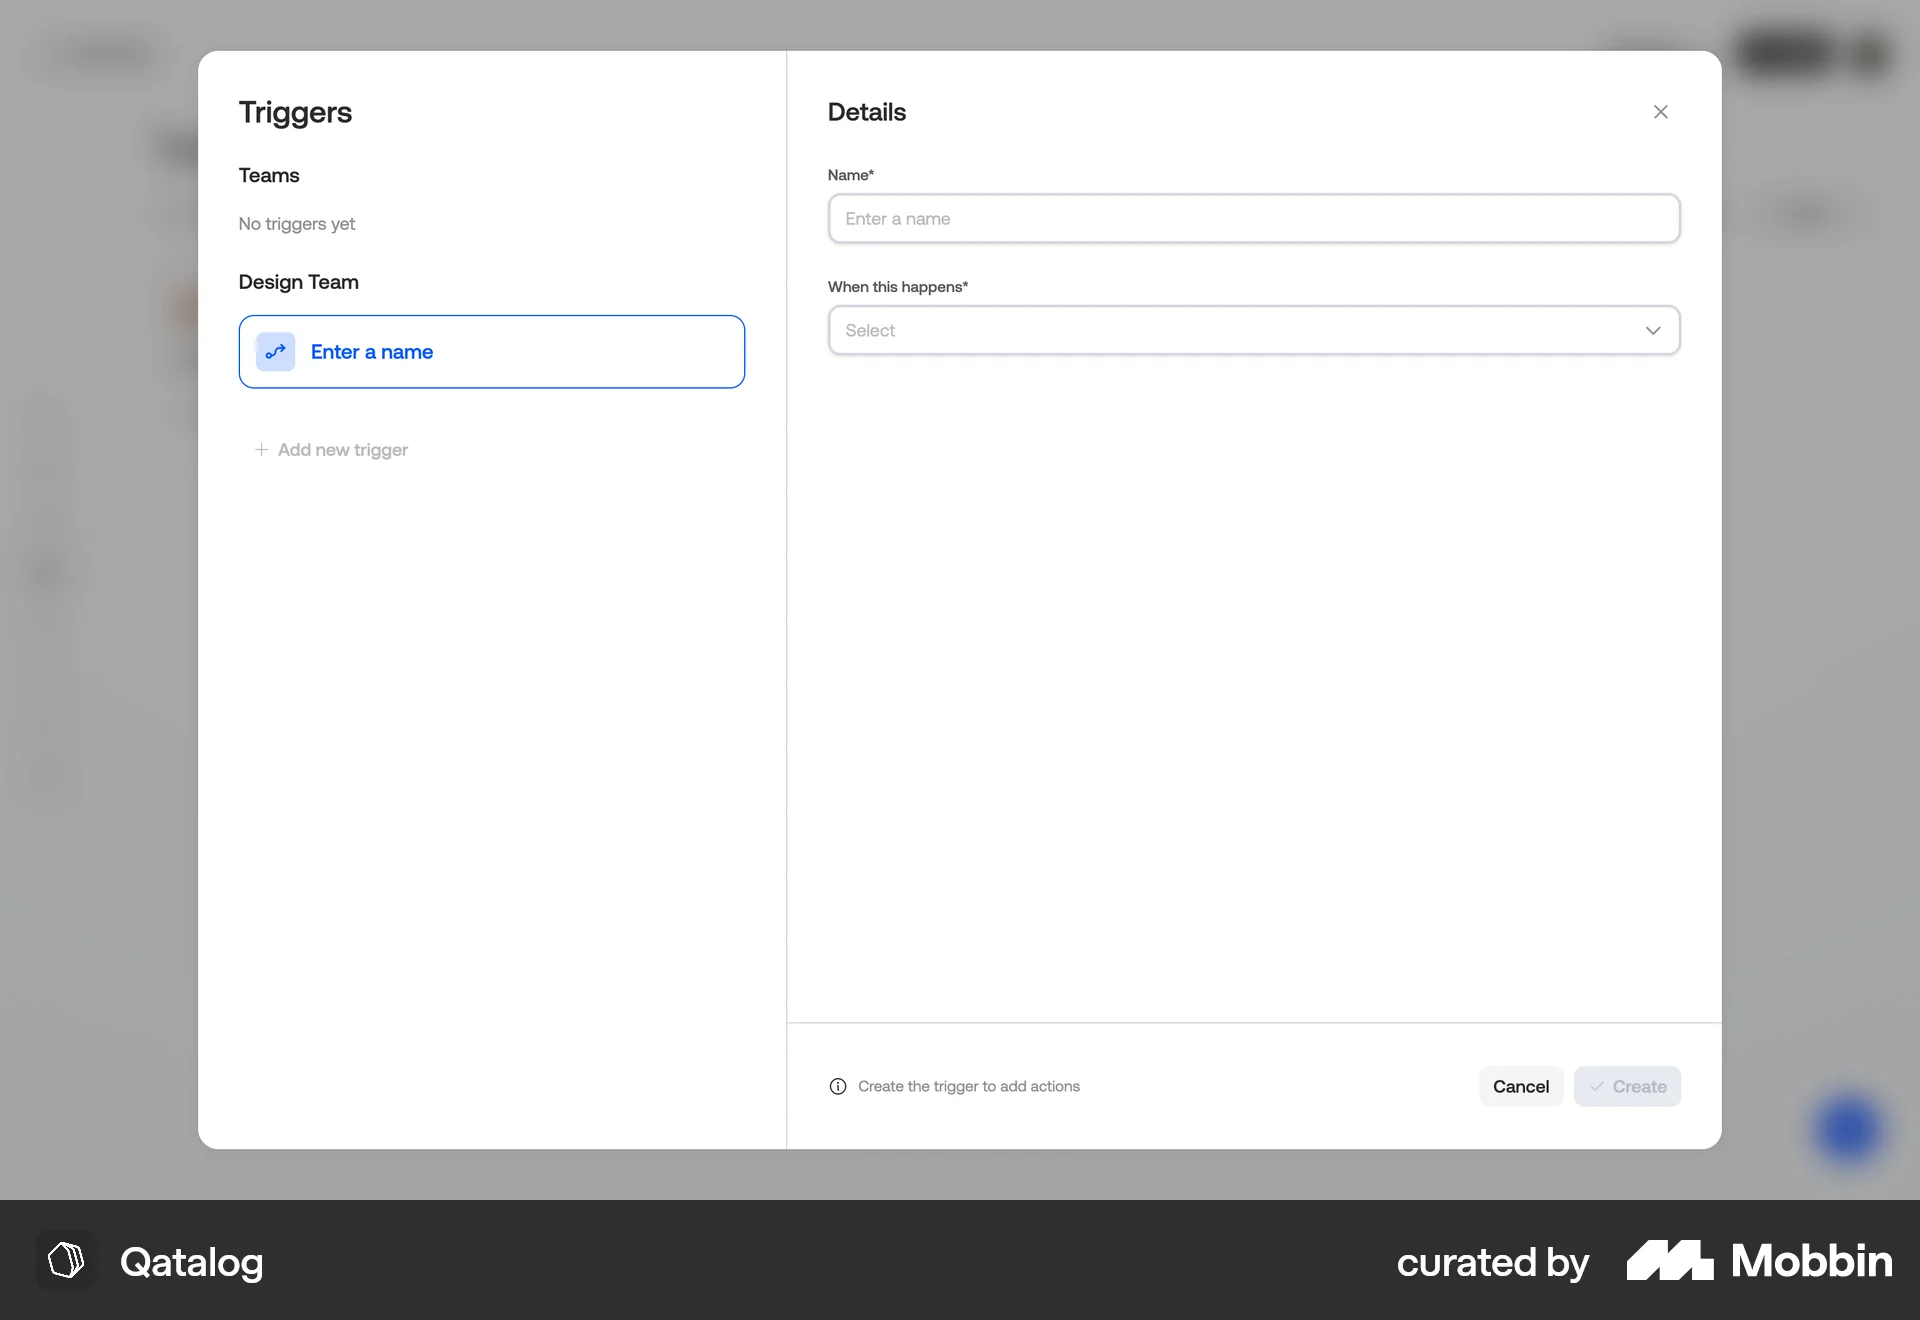 Triggers
Teams
No triggers yet
Design Team
Enter a name
Add new trigger
Details
Name*
Enter a name
When this happens*
Select
Create the trigger to add actions
Cancel
Create
Qatalog
curated by
Mobbin